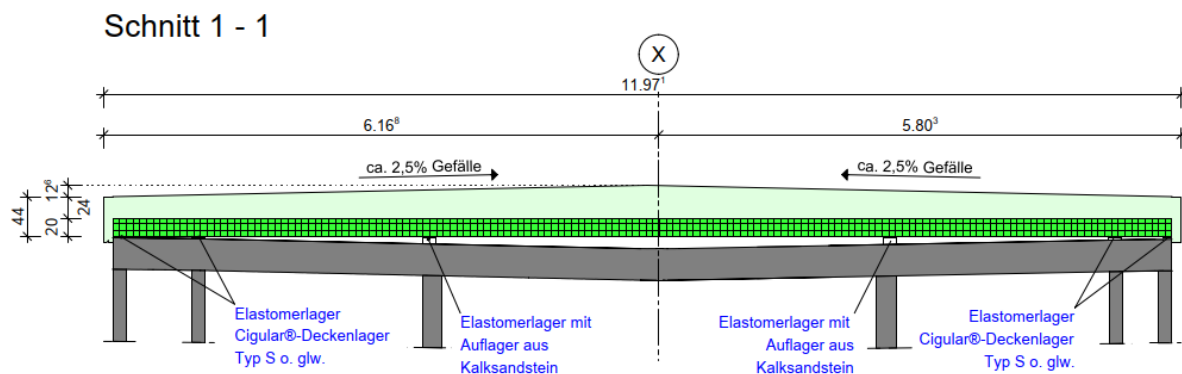 Schnitt 1 - 1
X
11.97¹
6.16⁸
5.80³
ca. 2,5% Gefälle
ca. 2,5% Gefälle
44
20
24
12⁶
Elastomerlager
Cigular®-Deckenlager
Typ S o. glw.
Elastomerlager mit
Auflager aus
Kalksandstein
Elastomerlager mit
Auflager aus
Kalksandstein
Elastomerlager
Cigular®-Deckenlager
Typ S o. glw.